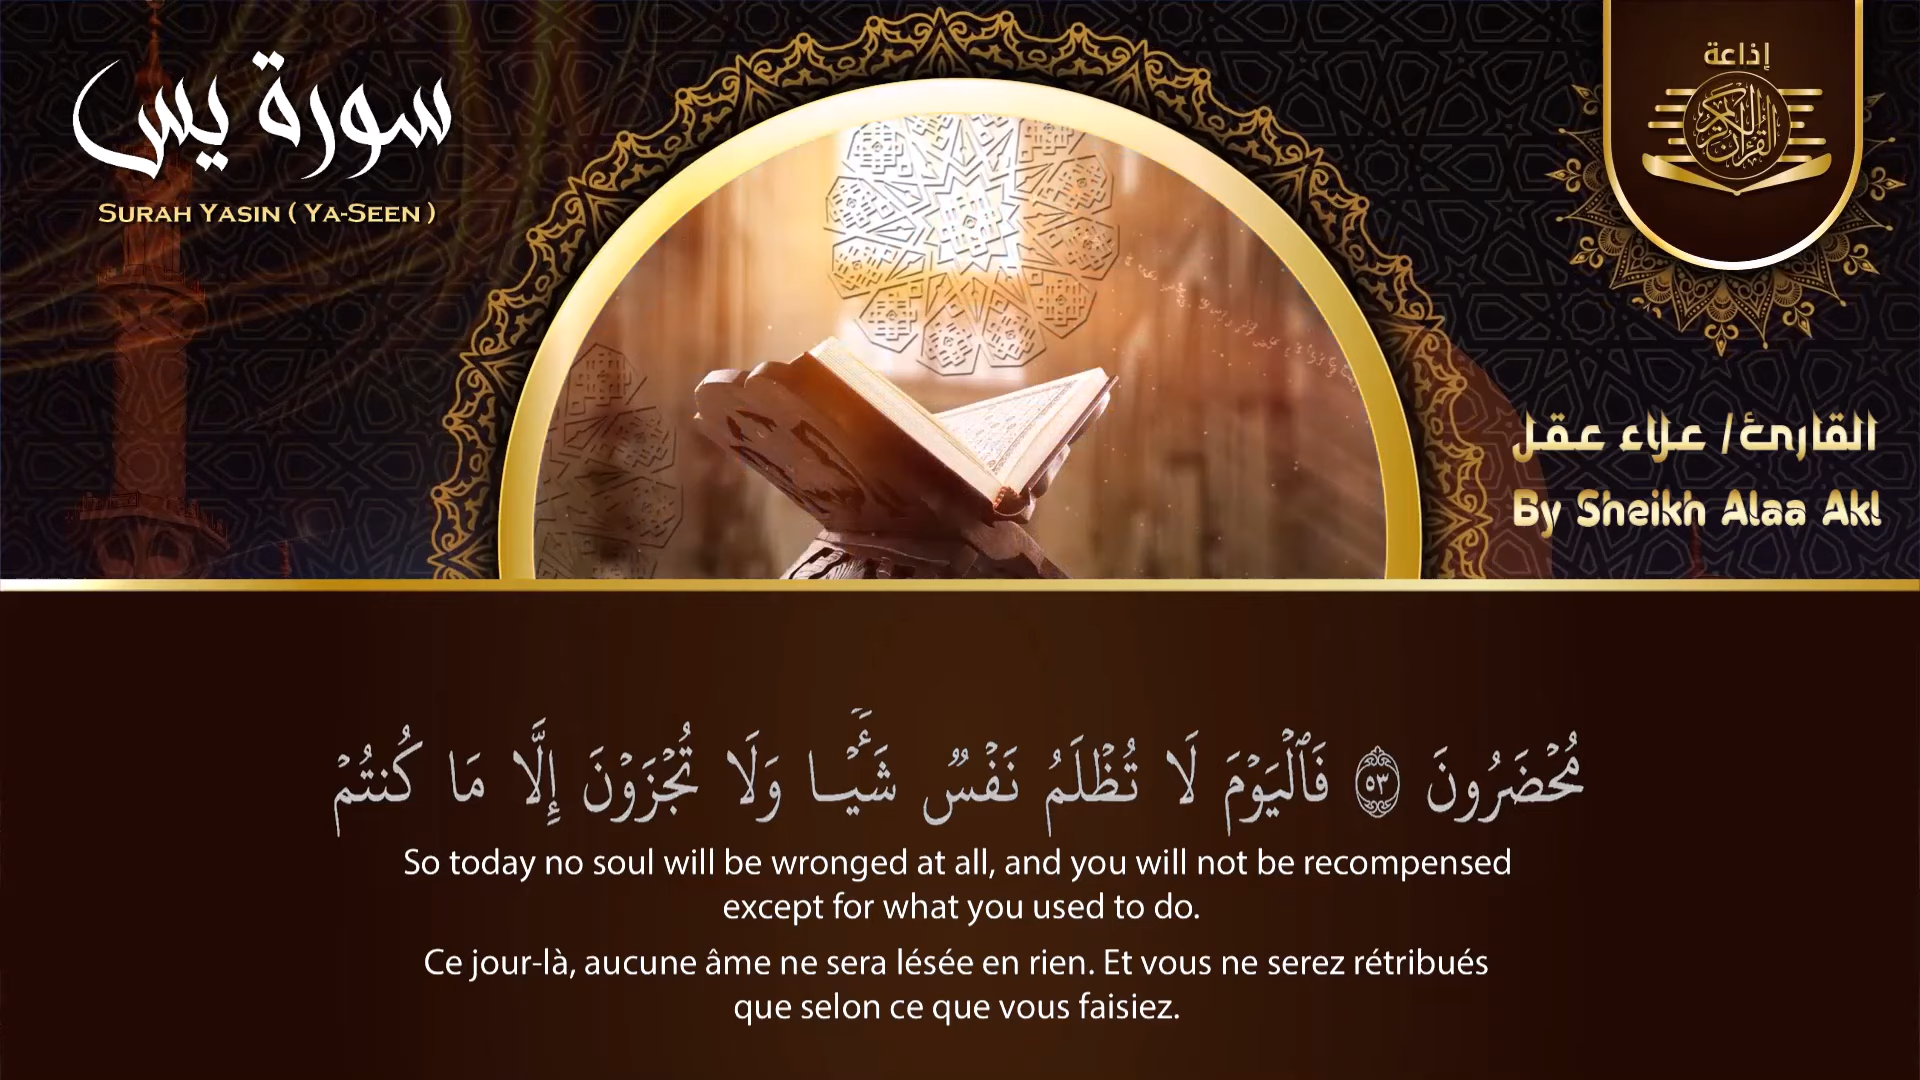 سورة يس
SURAH YASIN ( YA-SEEN )
إذاعة
القرآن الكريم
القارئ/ علاء عقل
By Sheikh Alaa Akl
مُحْضَرُونَ ۝٥٣ فَٱلْيَوْمَ لَا تُظْلَمُ نَفْسٌ شَيْـًٔا وَلَا تُجْزَوْنَ إِلَّا مَا كُنتُمْ
So today no soul will be wronged at all, and you will not be recompensed
except for what you used to do.
Ce jour-là, aucune âme ne sera lésée en rien. Et vous ne serez rétribués
que selon ce que vous faisiez.